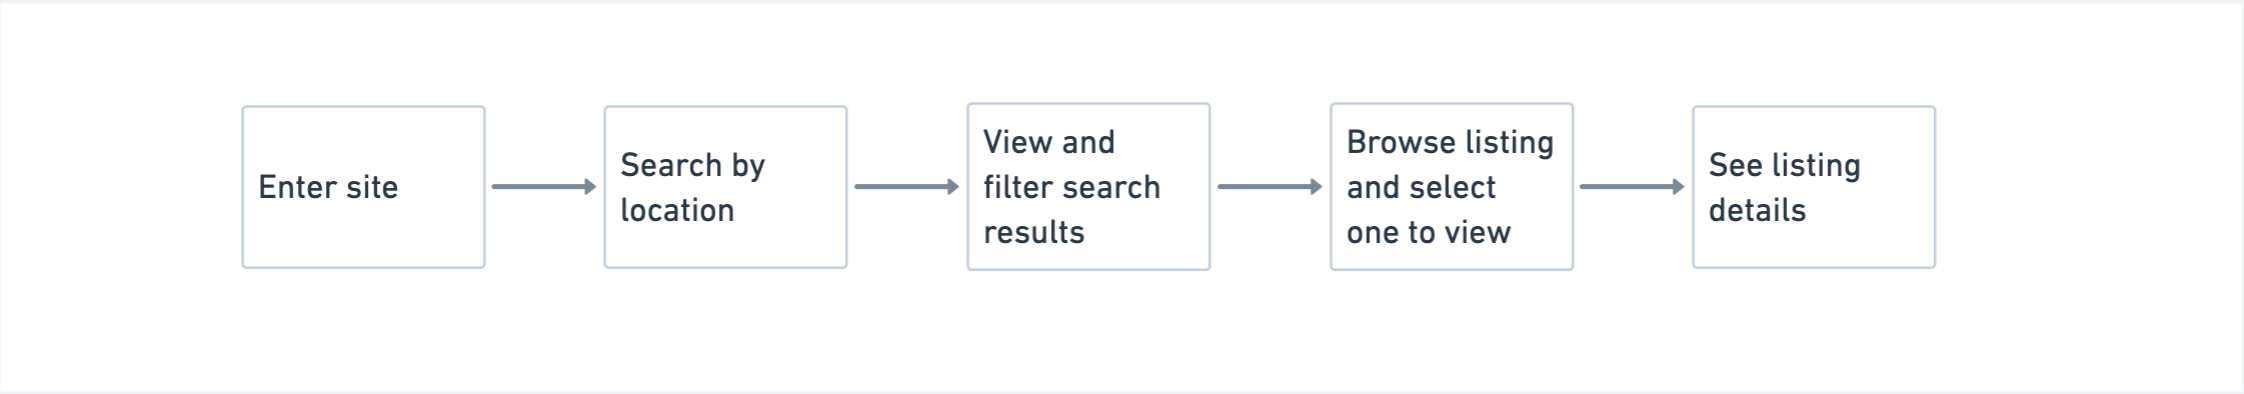 Enter site
Search by
location
View and
filter search
results
Browse listing
and select
one to view
See listing
details